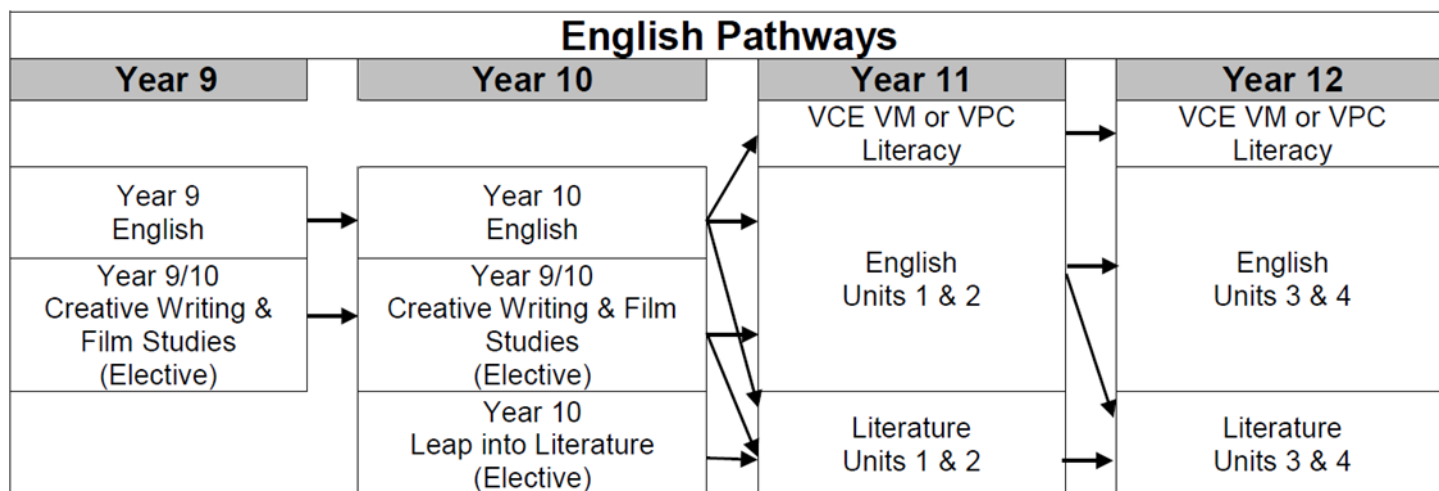 English Pathways
Year 9
Year 10
Year 11
Year 12
VCE VM or VPC
Literacy
VCE VM or VPC
Literacy
Year 9
English
Year 10
English
English
Units 1 & 2
English
Units 3 & 4
Year 9/10
Creative Writing &
Film Studies
(Elective)
Year 9/10
Creative Writing & Film
Studies
(Elective)
Year 10
Leap into Literature
(Elective)
Literature
Units 1 & 2
Literature
Units 3 & 4